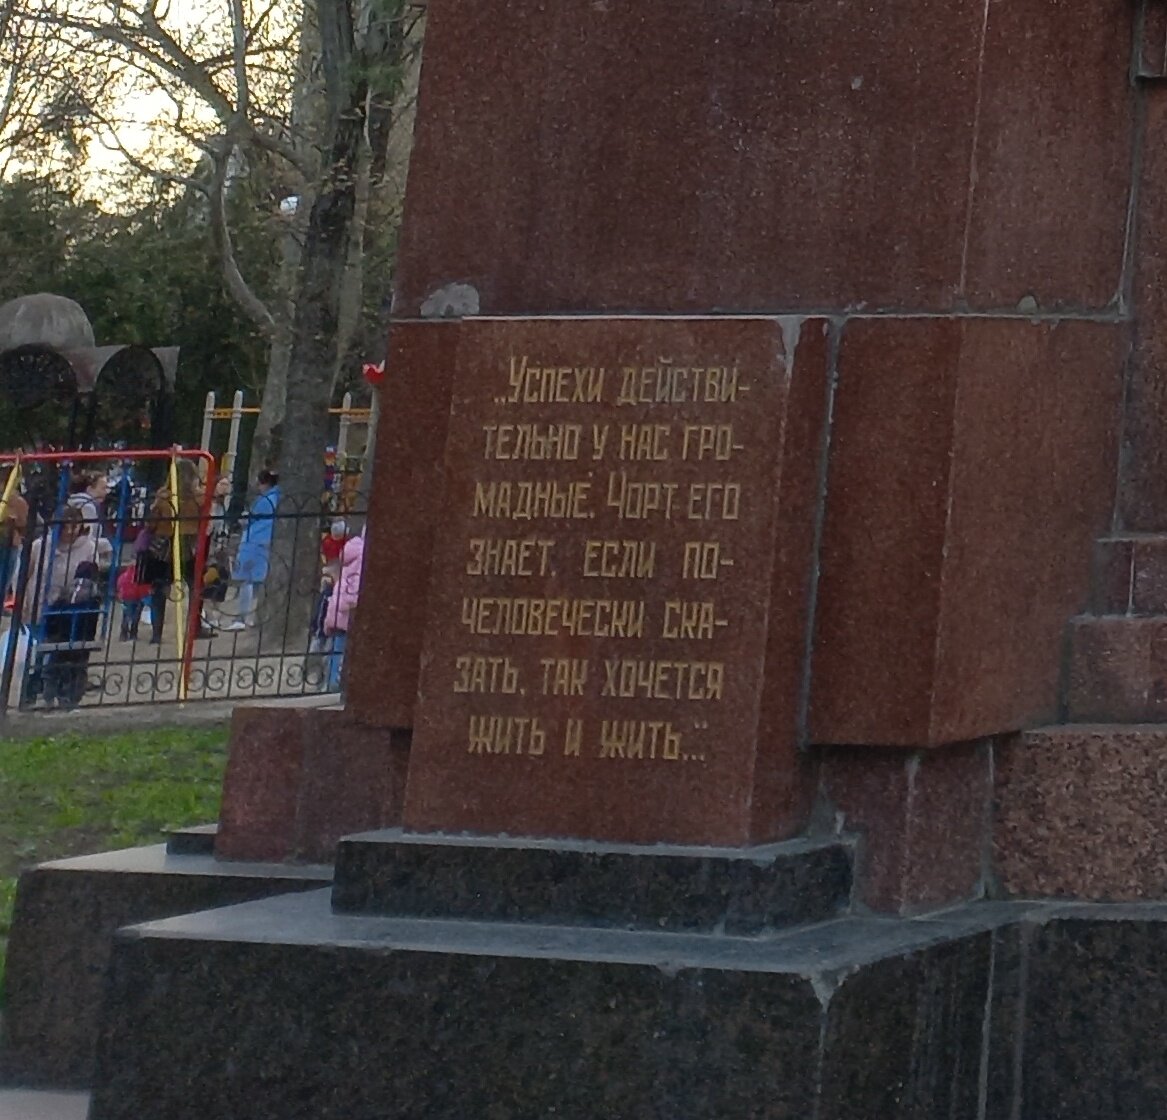 „Успехи действи-
тельно у нас гро-
мадные. Чорт его
знает, если по-
человечески ска-
зать, так хочется
жить и жить..."